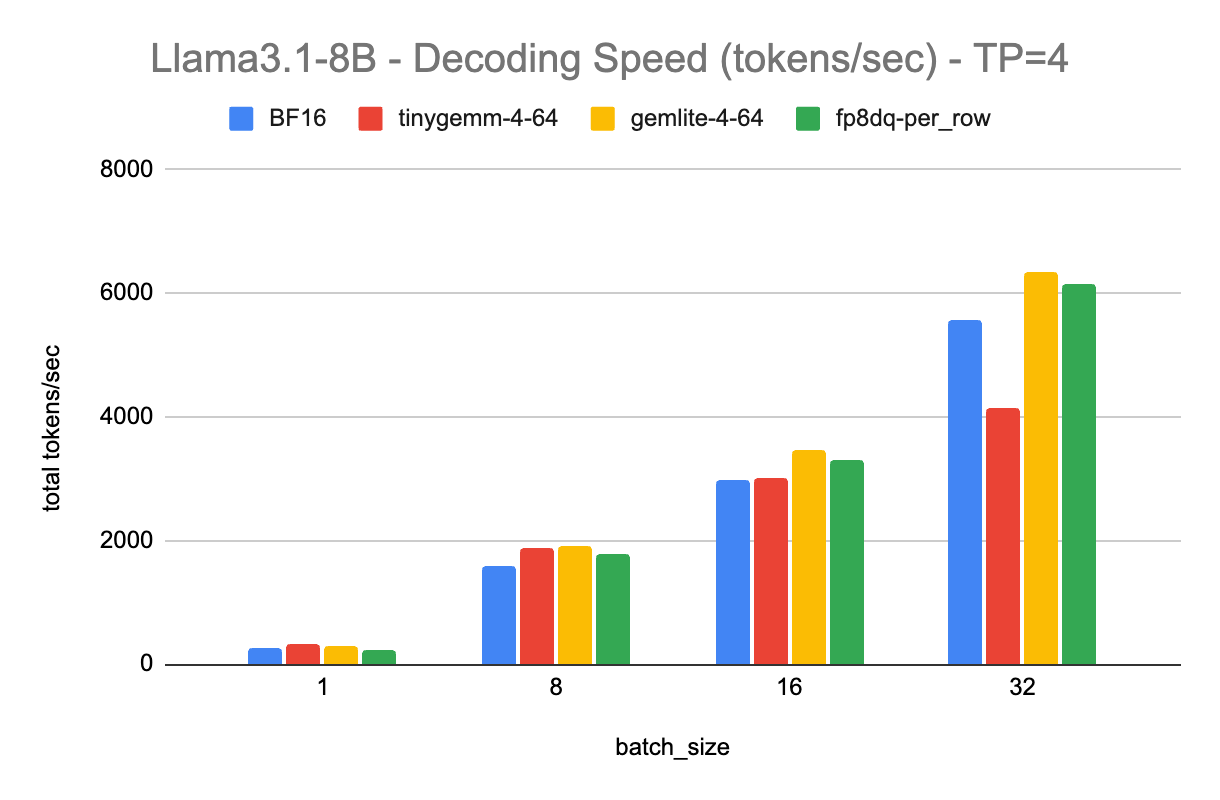 Llama3.1-8B - Decoding Speed (tokens/sec) - TP=4
BF16 tinygemm-4-64 gemlite-4-64 fp8dq-per_row
8000
6000
4000
2000
0
total tokens/sec
1 8 16 32
batch_size